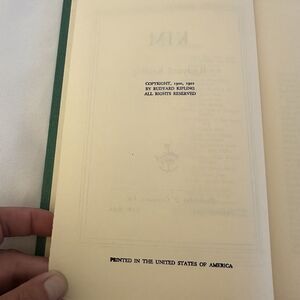 COPYRIGHT, 1900, 1901
BY RUDYARD KIPLING
ALL RIGHTS RESERVED
PRINTED IN THE UNITED STATES OF AMERICA